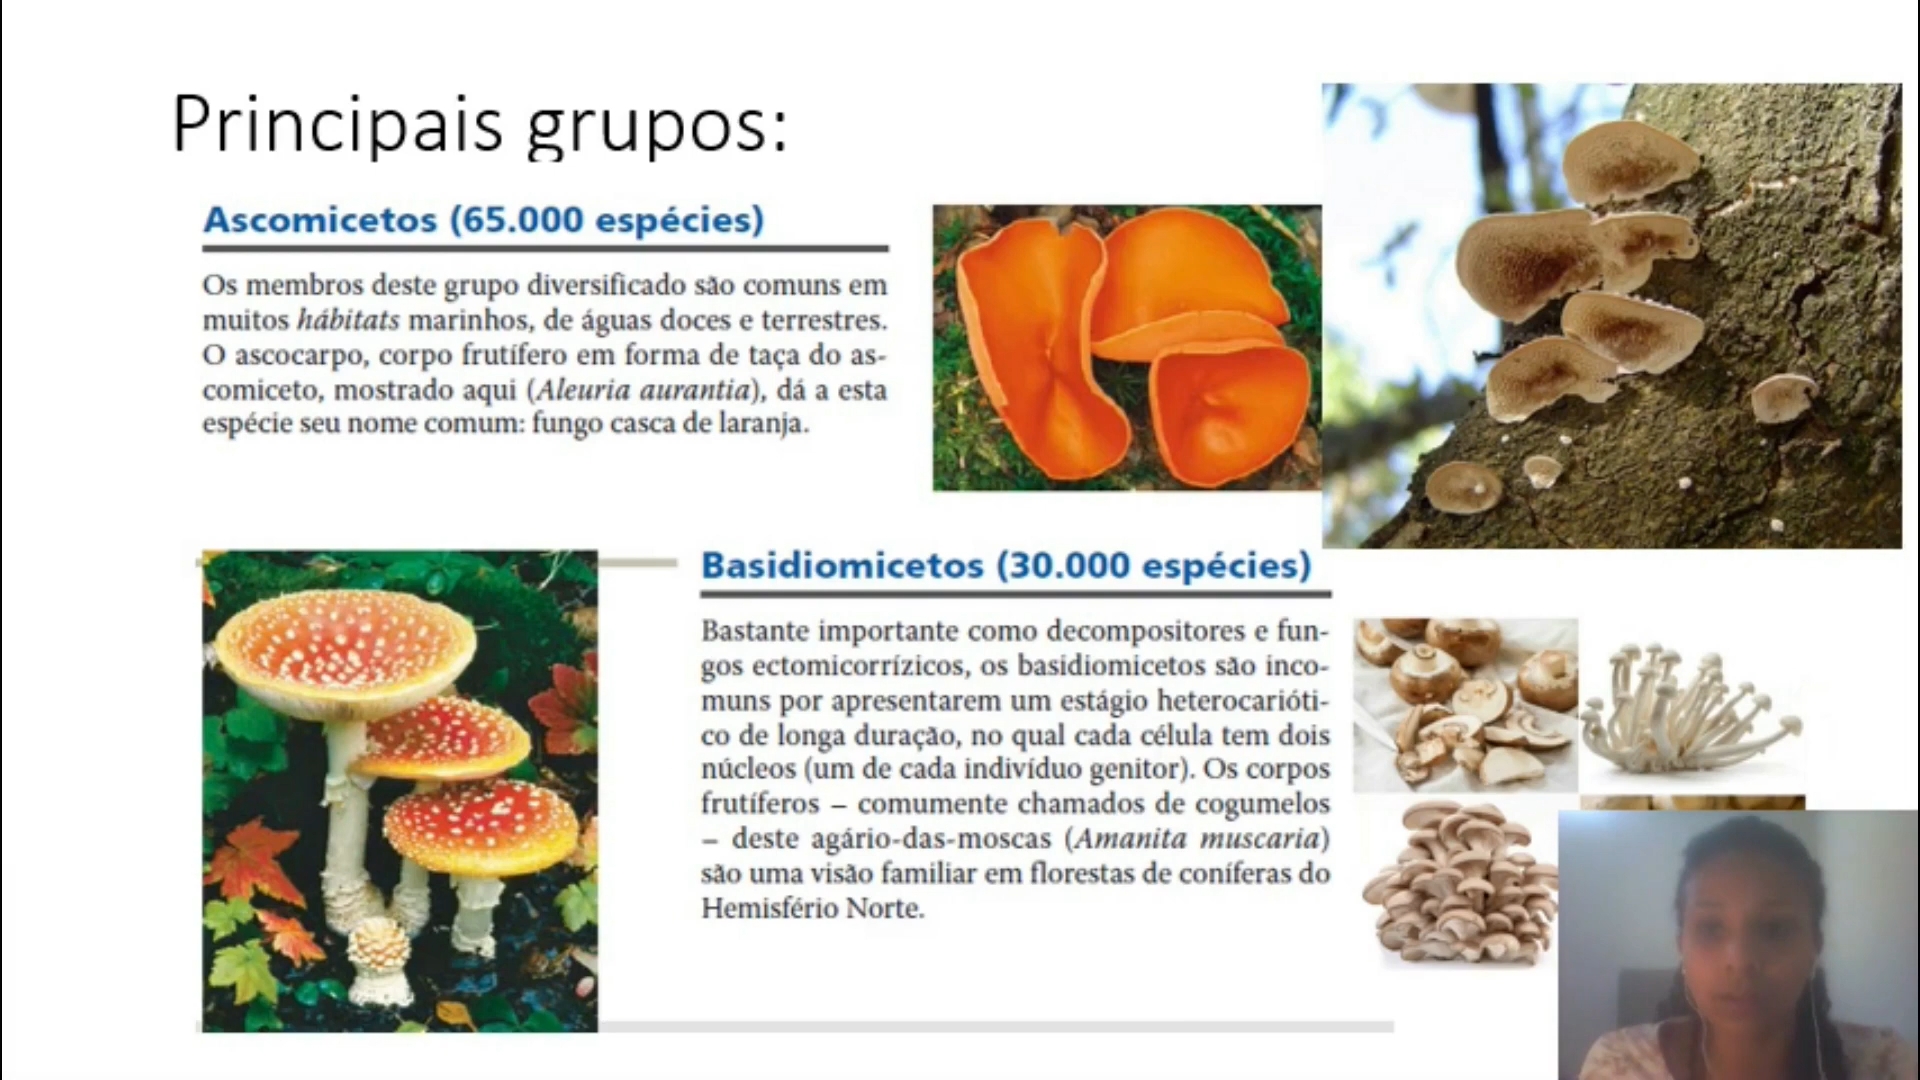 Principais grupos:
Ascomicetos (65.000 espécies)
Os membros deste grupo diversificado são comuns em
muitos hábitats marinhos, de águas doces e terrestres.
O ascocarpo, corpo frutífero em forma de taça do as-
comiceto, mostrado aqui (Aleuria aurantia), dá a esta
espécie seu nome comum: fungo casca de laranja.
Basidiomicetos (30.000 espécies)
Bastante importante como decompositores e fun-
gos ectomicorrízicos, os basidiomicetos são inco-
muns por apresentarem um estágio heterocarióti-
co de longa duração, no qual cada célula tem dois
núcleos (um de cada indivíduo genitor). Os corpos
frutíferos – comumente chamados de cogumelos
– deste agário-das-moscas (Amanita muscaria)
são uma visão familiar em florestas de coníferas do
Hemisfério Norte.